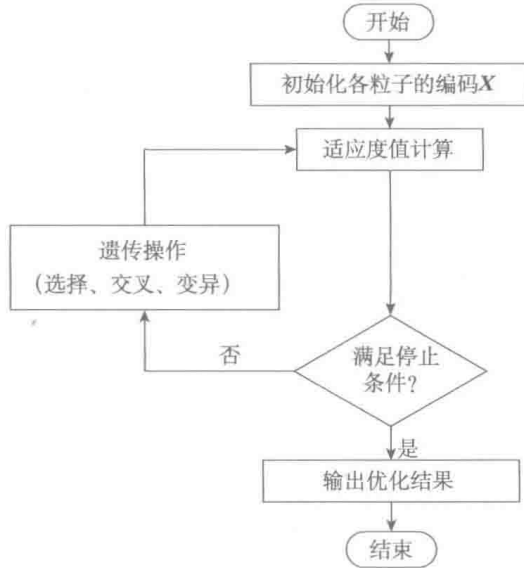 开始
初始化各粒子的编码X
适应度值计算
遗传操作
（选择、交叉、变异）
否
满足停止
条件?
是
输出优化结果
结束